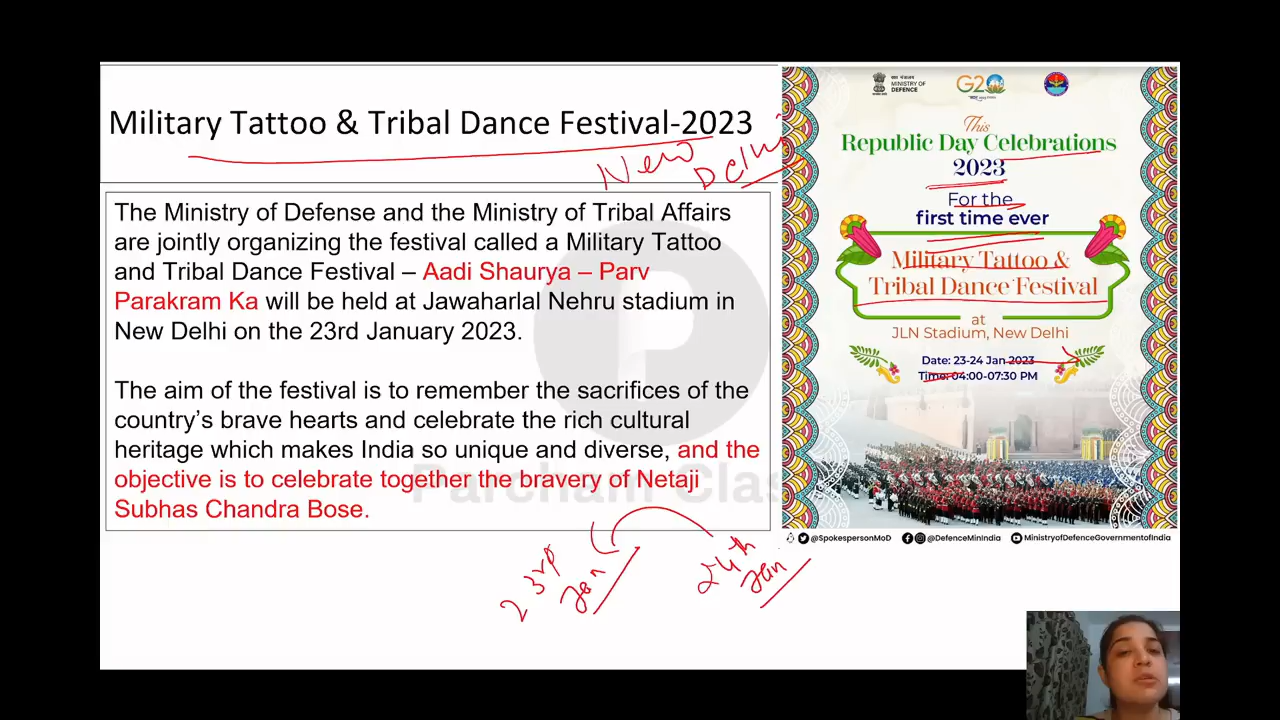 Military Tattoo & Tribal Dance Festival-2023
New Delhi
The Ministry of Defense and the Ministry of Tribal Affairs
are jointly organizing the festival called a Military Tattoo
and Tribal Dance Festival – Aadi Shaurya – Parv
Parakram Ka will be held at Jawaharlal Nehru stadium in
New Delhi on the 23rd January 2023.
The aim of the festival is to remember the sacrifices of the
country’s brave hearts and celebrate the rich cultural
heritage which makes India so unique and diverse, and the
objective is to celebrate together the bravery of Netaji
Subhas Chandra Bose.
Parcham Clas
23rd Jan
24th Jan
MINISTRY OF
DEFENCE
G20
This
Republic Day Celebrations
2023
For the
first time ever
Military Tattoo &
Tribal Dance Festival
at
JLN Stadium, New Delhi
Date: 23-24 Jan 2023
Time: 04:00-07:30 PM
@SpokespersonMoD @DefenceMinIndia MinistryofDefenceGovernmentofIndia